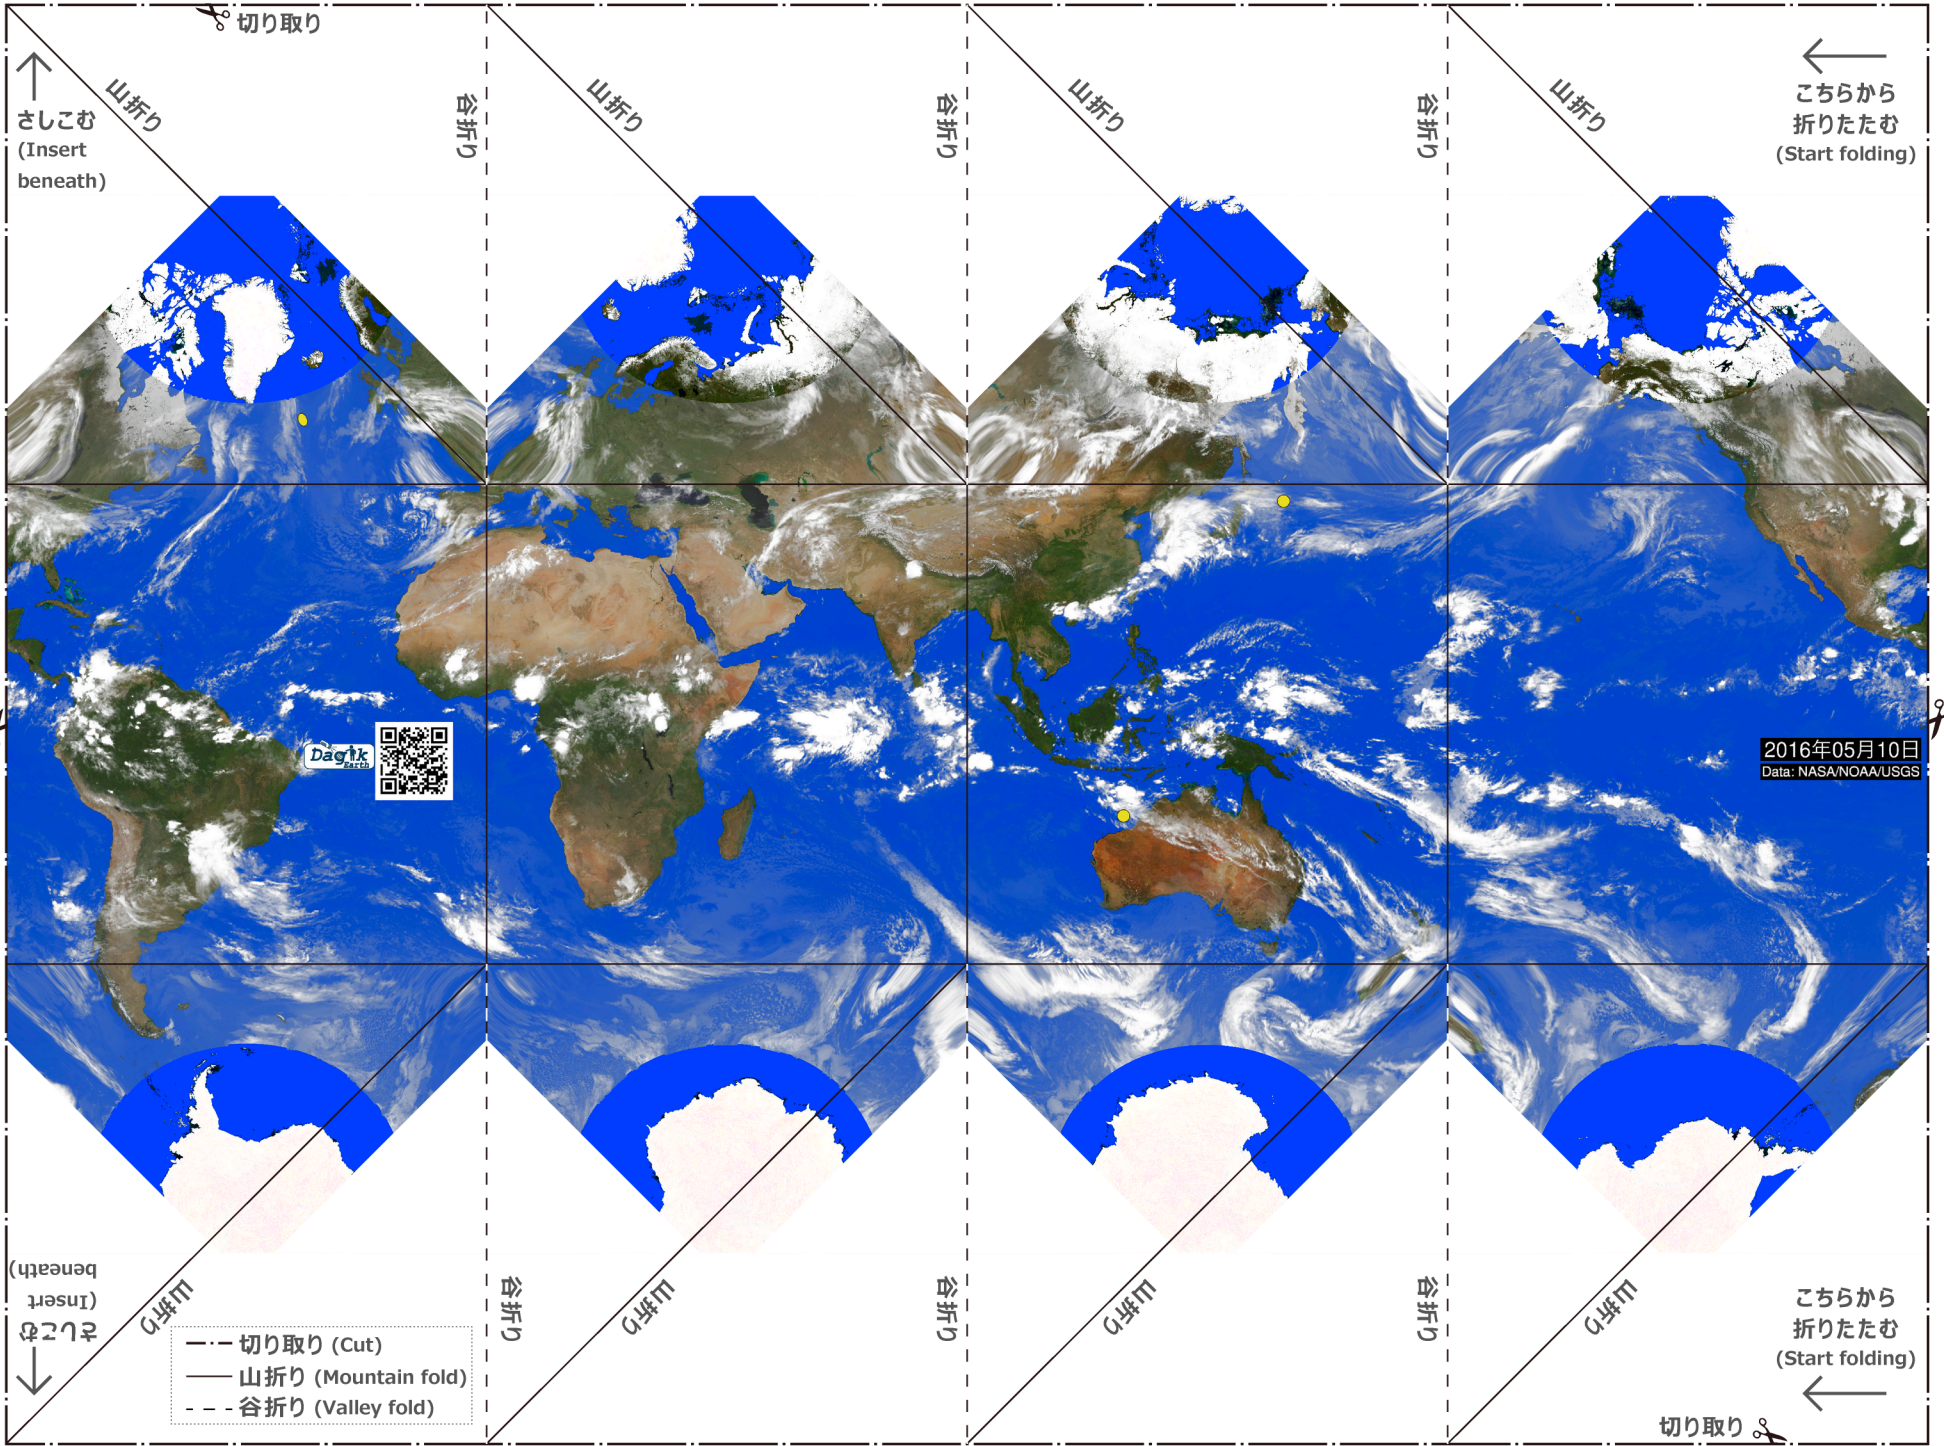 切り取り
山折り
谷折り
山折り
谷折り
山折り
谷折り
山折り
さしこむ
(Insert
beneath)
こちらから
折りたたむ
(Start folding)
Dagik
Earth
2016年05月10日
Data: NASA/NOAA/USGS
さしこむ
(Insert
beneath)
山折り
谷折り
山折り
谷折り
山折り
谷折り
山折り
こちらから
折りたたむ
(Start folding)
切り取り (Cut)
山折り (Mountain fold)
谷折り (Valley fold)
切り取り